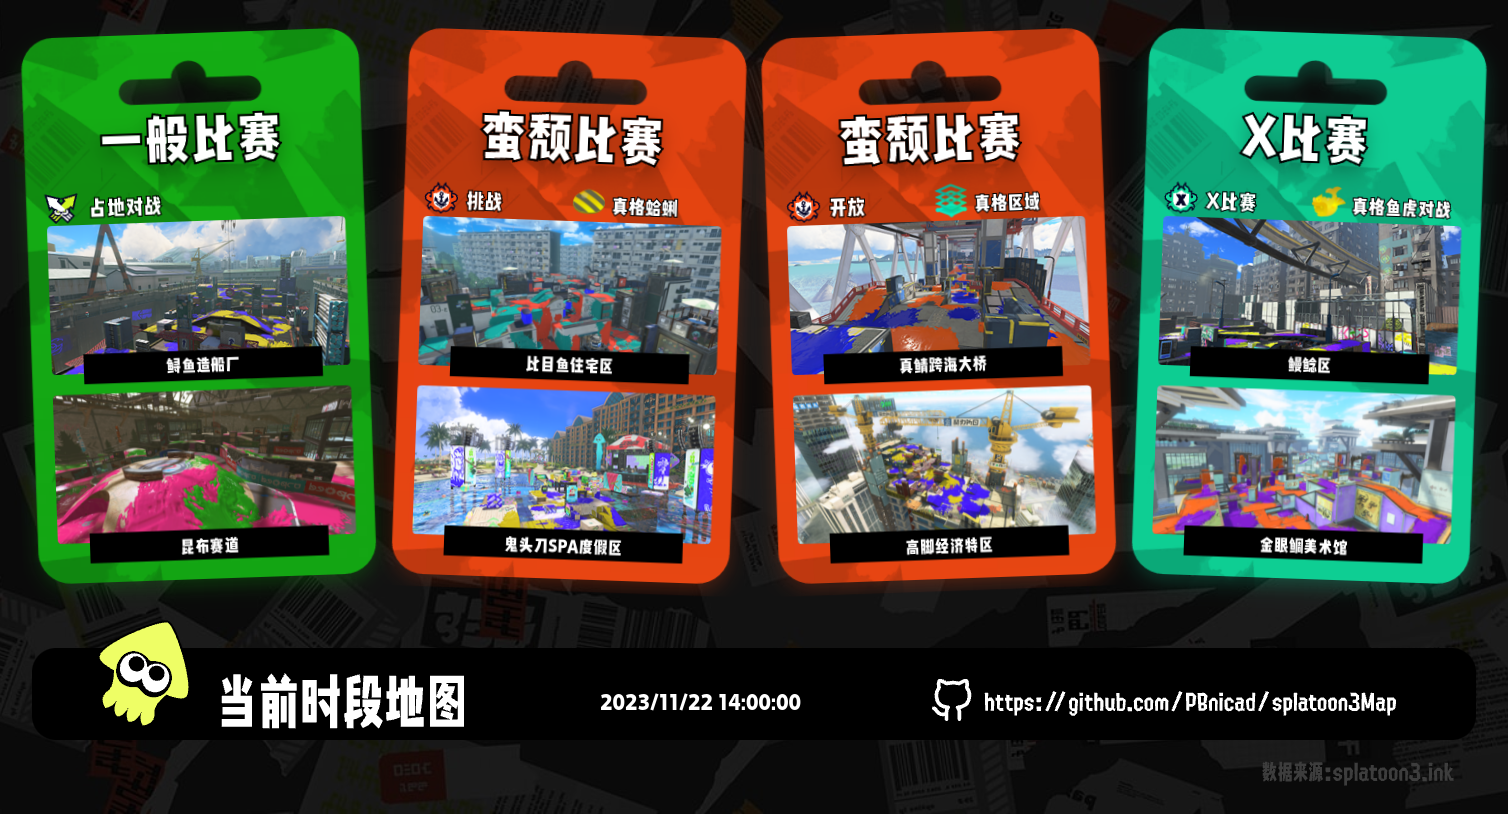 一般比赛
占地对战
鲟鱼造船厂
昆布赛道
蛮颓比赛
挑战
真格蛤蜊
比目鱼住宅区
鬼头刀SPA度假区
蛮颓比赛
开放
真格区域
真鲭跨海大桥
高脚经济特区
X比赛
X比赛
真格鱼虎对战
鳗鲶区
金眼鲷美术馆
当前时段地图
2023/11/22 14:00:00
https://github.com/PBnicad/splatoon3Map
数据来源:splatoon3.ink